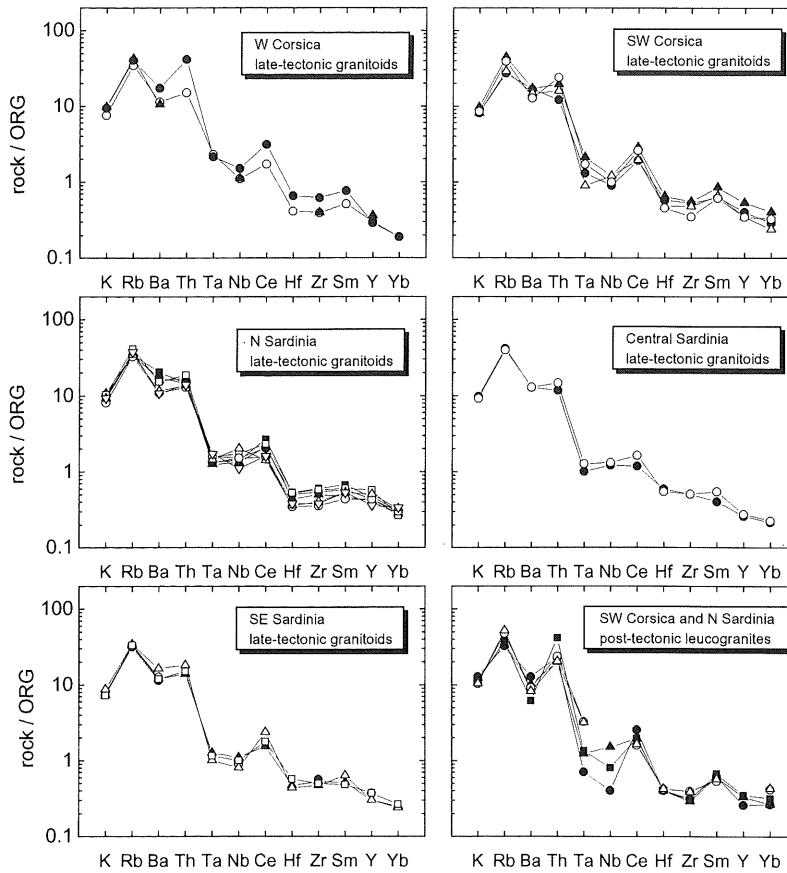 W Corsica
late-tectonic granitoids
SW Corsica
late-tectonic granitoids
rock / ORG
100
10
1
0.1
K Rb Ba Th Ta Nb Ce Hf Zr Sm Y Yb
K Rb Ba Th Ta Nb Ce Hf Zr Sm Y Yb
N Sardinia
late-tectonic granitoids
Central Sardinia
late-tectonic granitoids
rock / ORG
100
10
1
0.1
K Rb Ba Th Ta Nb Ce Hf Zr Sm Y Yb
K Rb Ba Th Ta Nb Ce Hf Zr Sm Y Yb
SE Sardinia
late-tectonic granitoids
SW Corsica and N Sardinia
post-tectonic leucogranites
rock / ORG
100
10
1
0.1
K Rb Ba Th Ta Nb Ce Hf Zr Sm Y Yb
K Rb Ba Th Ta Nb Ce Hf Zr Sm Y Yb